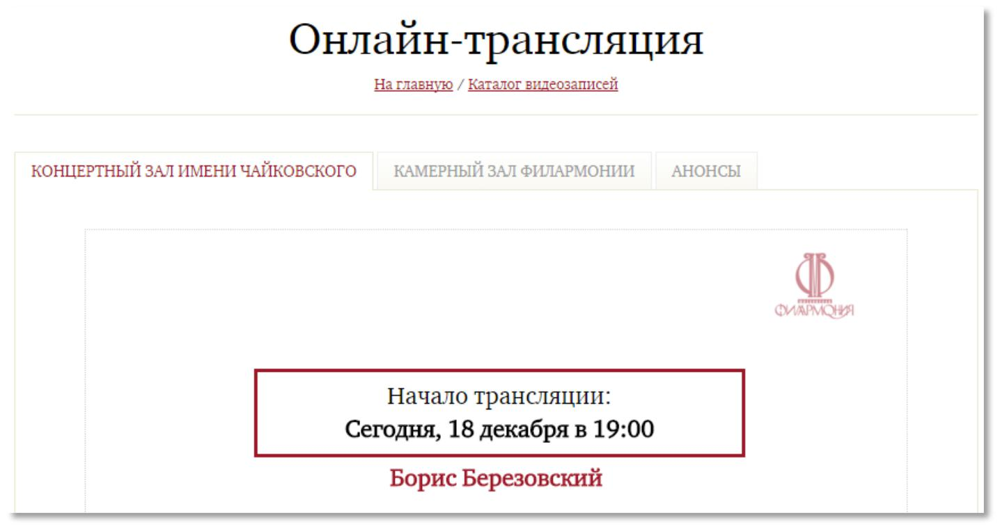 Онлайн-трансляция
На главную / Каталог видеозаписей
КОНЦЕРТНЫЙ ЗАЛ ИМЕНИ ЧАЙКОВСКОГО
КАМЕРНЫЙ ЗАЛ ФИЛАРМОНИИ
АНОНСЫ
ФИЛАРМОНИЯ
Начало трансляции:
Сегодня, 18 декабря в 19:00
Борис Березовский